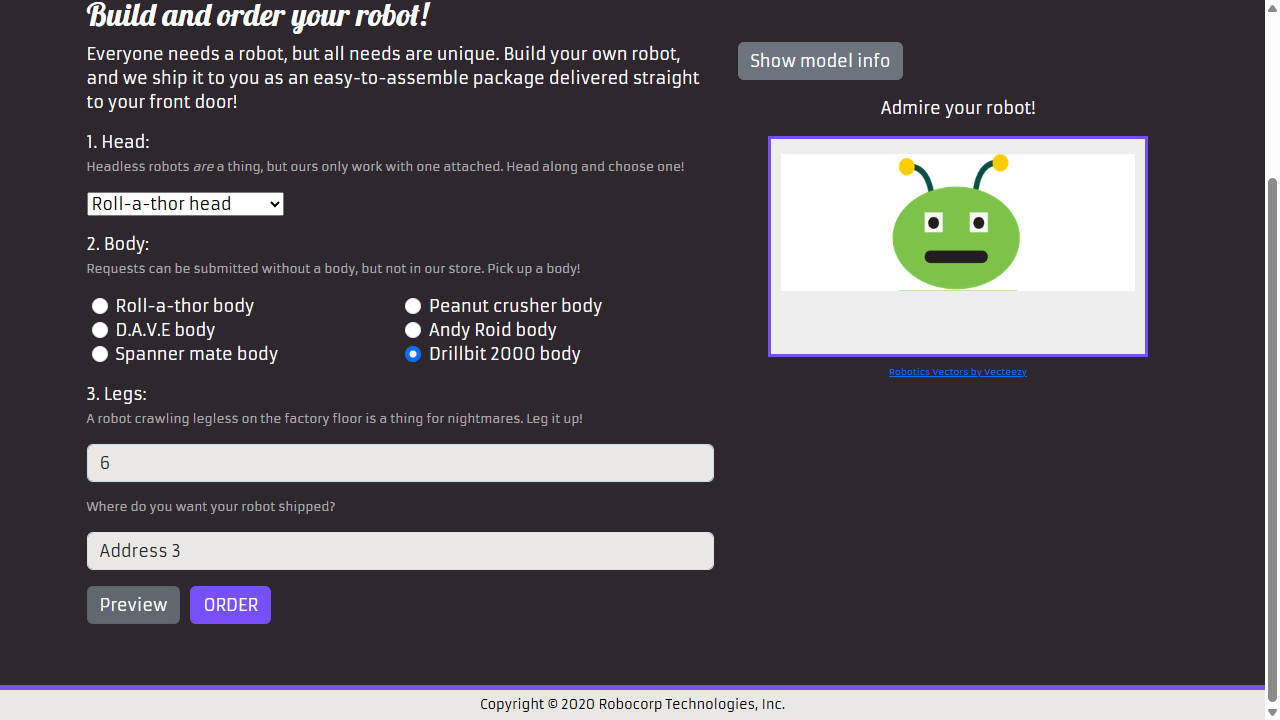 Build and order your robot!
Everyone needs a robot, but all needs are unique. Build your own robot,
and we ship it to you as an easy-to-assemble package delivered straight
to your front door!
1. Head:
Headless robots are a thing, but ours only work with one attached. Head along and choose one!
Roll-a-thor head
2. Body:
Requests can be submitted without a body, but not in our store. Pick up a body!
Roll-a-thor body
Peanut crusher body
D.A.V.E body
Andy Roid body
Spanner mate body
Drillbit 2000 body
3. Legs:
A robot crawling legless on the factory floor is a thing for nightmares. Leg it up!
6
Where do you want your robot shipped?
Address 3
Preview
ORDER
Show model info
Admire your robot!
Robotics Vectors by Vecteezy
Copyright © 2020 Robocorp Technologies, Inc.